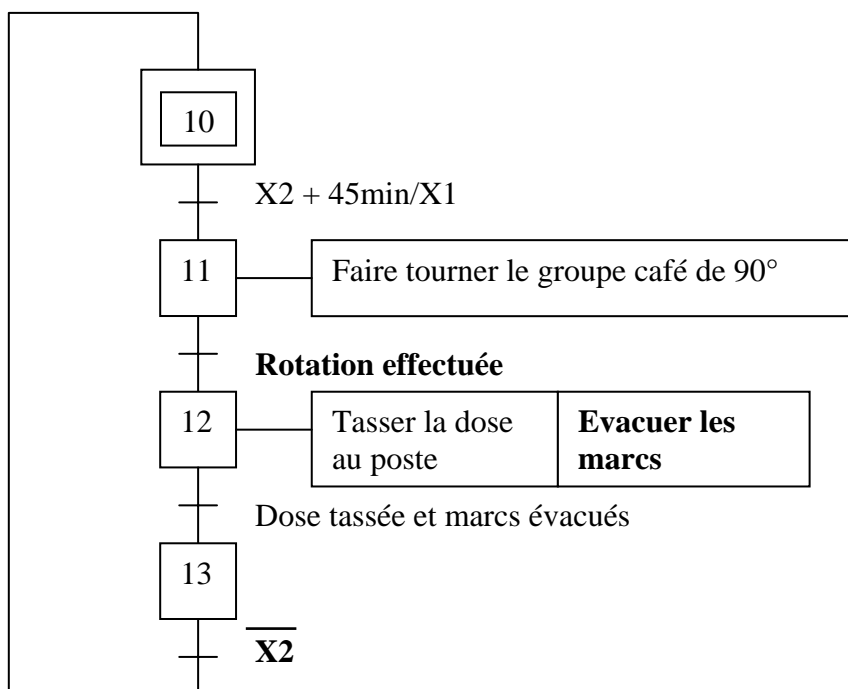 10
X2 + 45min/X1
11
Faire tourner le groupe café de 90°
Rotation effectuée
12
Tasser la dose
au poste
Evacuer les
marcs
Dose tassée et marcs évacués
13
X̅2̅